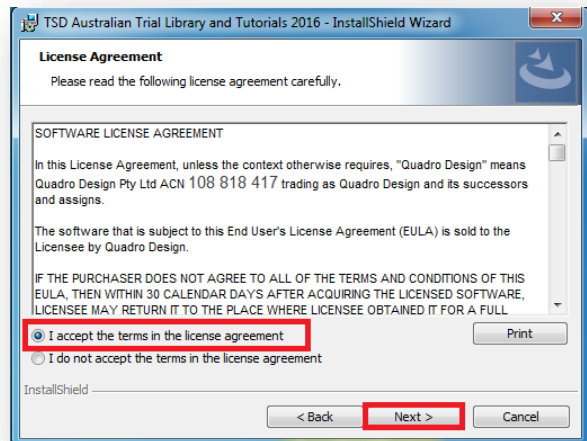 TSD Australian Trial Library and Tutorials 2016 - InstallShield Wizard
License Agreement
Please read the following license agreement carefully.
SOFTWARE LICENSE AGREEMENT
In this License Agreement, unless the context otherwise requires, "Quadro Design" means
Quadro Design Pty Ltd ACN 108 818 417 trading as Quadro Design and its successors
and assigns.
The software that is subject to this End User's License Agreement (EULA) is sold to the
Licensee by Quadro Design.
IF THE PURCHASER DOES NOT AGREE TO ALL OF THE TERMS AND CONDITIONS OF THIS
EULA, THEN WITHIN 30 CALENDAR DAYS AFTER ACQUIRING THE LICENSED SOFTWARE,
LICENSEE MAY RETURN IT TO THE PLACE WHERE LICENSEE OBTAINED IT FOR A FULL
I accept the terms in the license agreement
Print
I do not accept the terms in the license agreement
InstallShield
< Back
Next >
Cancel